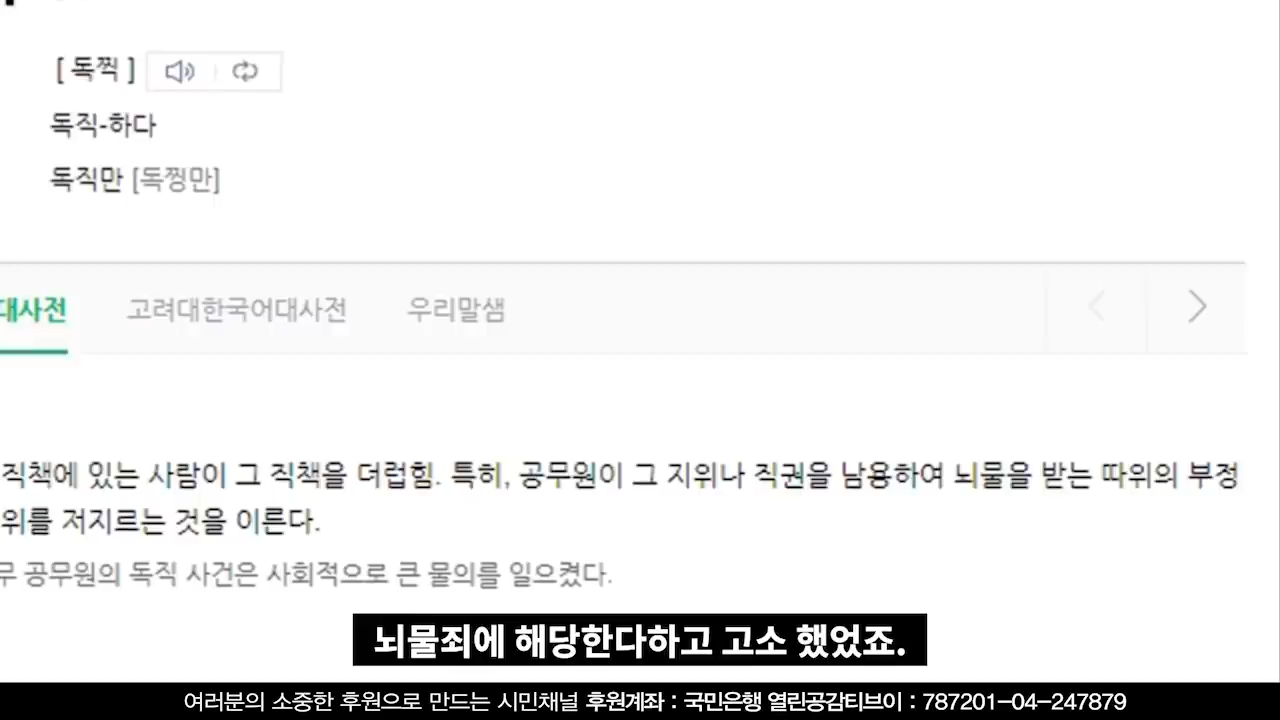 [ 독찍 ]
독직-하다
독직만 [독찡만]
대사전 고려대한국어대사전 우리말샘
직책에 있는 사람이 그 직책을 더럽힘. 특히, 공무원이 그 지위나 직권을 남용하여 뇌물을 받는 따위의 부정
위를 저지르는 것을 이른다.
무 공무원의 독직 사건은 사회적으로 큰 물의를 일으켰다.
뇌물죄에 해당한다하고 고소 했었죠.
여러분의 소중한 후원으로 만드는 시민채널 후원계좌 : 국민은행 열린공감티브이 : 787201-04-247879